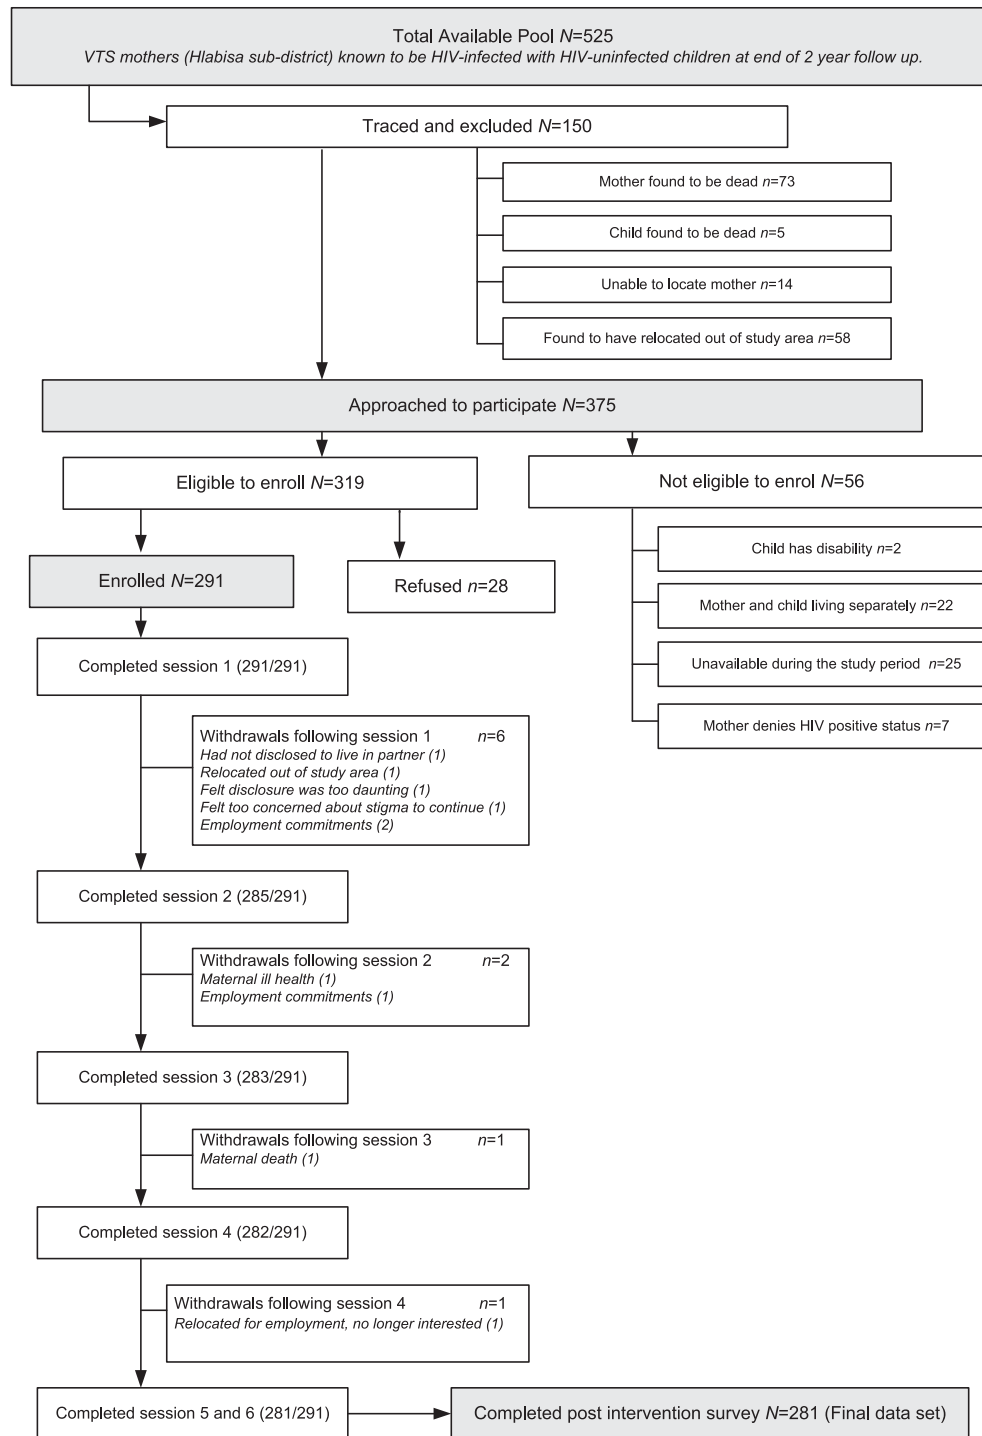 Total Available Pool N=525
VTS mothers (Hlabisa sub-district) known to be HIV-infected with HIV-uninfected children at end of 2 year follow up.
Traced and excluded N=150
Mother found to be dead n=73
Child found to be dead n=5
Unable to locate mother n=14
Found to have relocated out of study area n=58
Approached to participate N=375
Eligible to enroll N=319
Not eligible to enrol N=56
Child has disability n=2
Mother and child living separately n=22
Unavailable during the study period n=25
Mother denies HIV positive status n=7
Enrolled N=291
Refused n=28
Completed session 1 (291/291)
Withdrawals following session 1 n=6
Had not disclosed to live in partner (1)
Relocated out of study area (1)
Felt disclosure was too daunting (1)
Felt too concerned about stigma to continue (1)
Employment commitments (2)
Completed session 2 (285/291)
Withdrawals following session 2 n=2
Maternal ill health (1)
Employment commitments (1)
Completed session 3 (283/291)
Withdrawals following session 3 n=1
Maternal death (1)
Completed session 4 (282/291)
Withdrawals following session 4 n=1
Relocated for employment, no longer interested (1)
Completed session 5 and 6 (281/291)
Completed post intervention survey N=281 (Final data set)